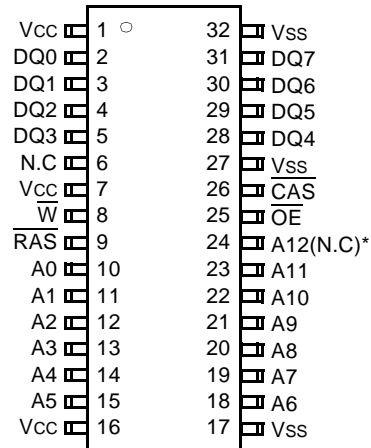 VCC 1 32 VSS
DQ0 2 31 DQ7
DQ1 3 30 DQ6
DQ2 4 29 DQ5
DQ3 5 28 DQ4
N.C 6 27 VSS
VCC 7 26 C̅A̅S̅
W̅ 8 25 O̅E̅
R̅A̅S̅ 9 24 A12(N.C)*
A0 10 23 A11
A1 11 22 A10
A2 12 21 A9
A3 13 20 A8
A4 14 19 A7
A5 15 18 A6
VCC 16 17 VSS